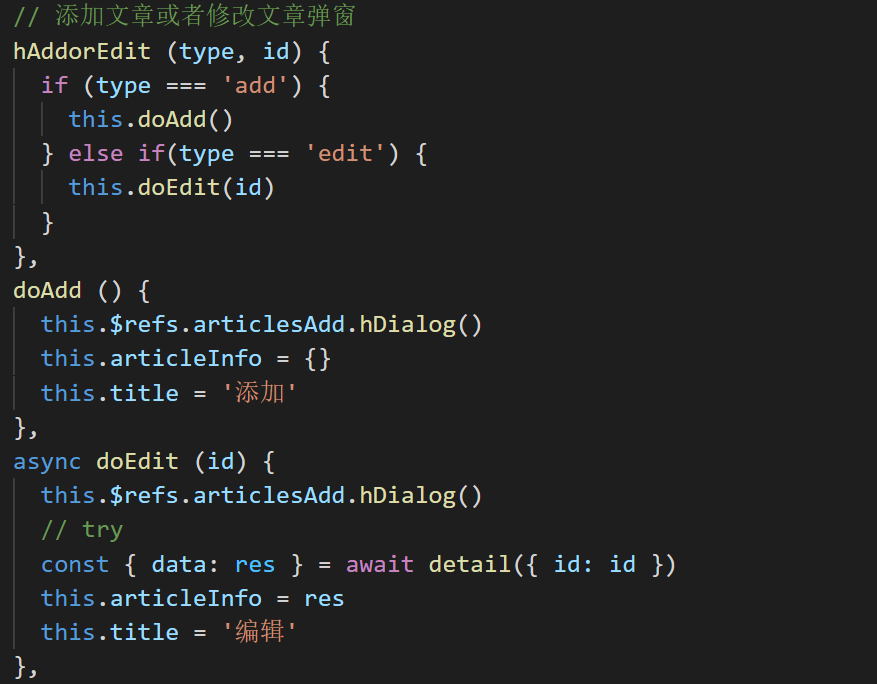 // 添加文章或者修改文章弹窗
hAddorEdit (type, id) {
  if (type === 'add') {
    this.doAdd()
  } else if(type === 'edit') {
    this.doEdit(id)
  }
},
doAdd () {
  this.$refs.articlesAdd.hDialog()
  this.articleInfo = {}
  this.title = '添加'
},
async doEdit (id) {
  this.$refs.articlesAdd.hDialog()
  // try
  const { data: res } = await detail({ id: id })
  this.articleInfo = res
  this.title = '编辑'
},